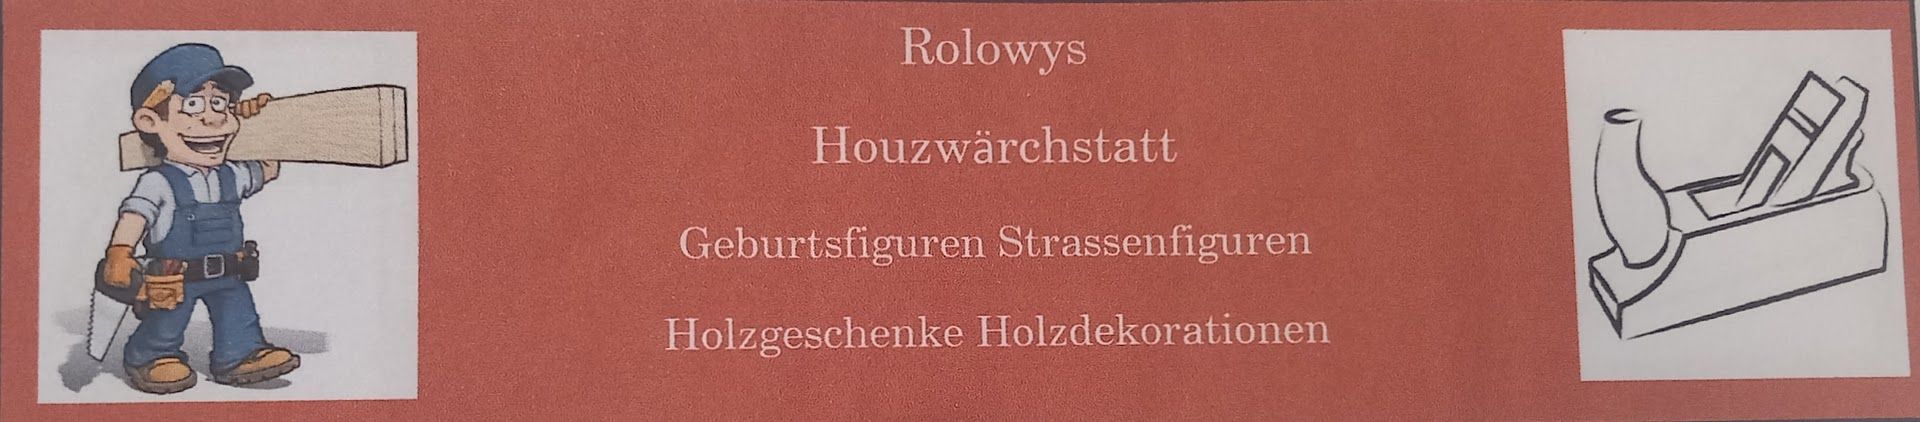 Rolowys
Houzwärchstatt
Geburtsfiguren Strassenfiguren
Holzgeschenke Holzdekorationen